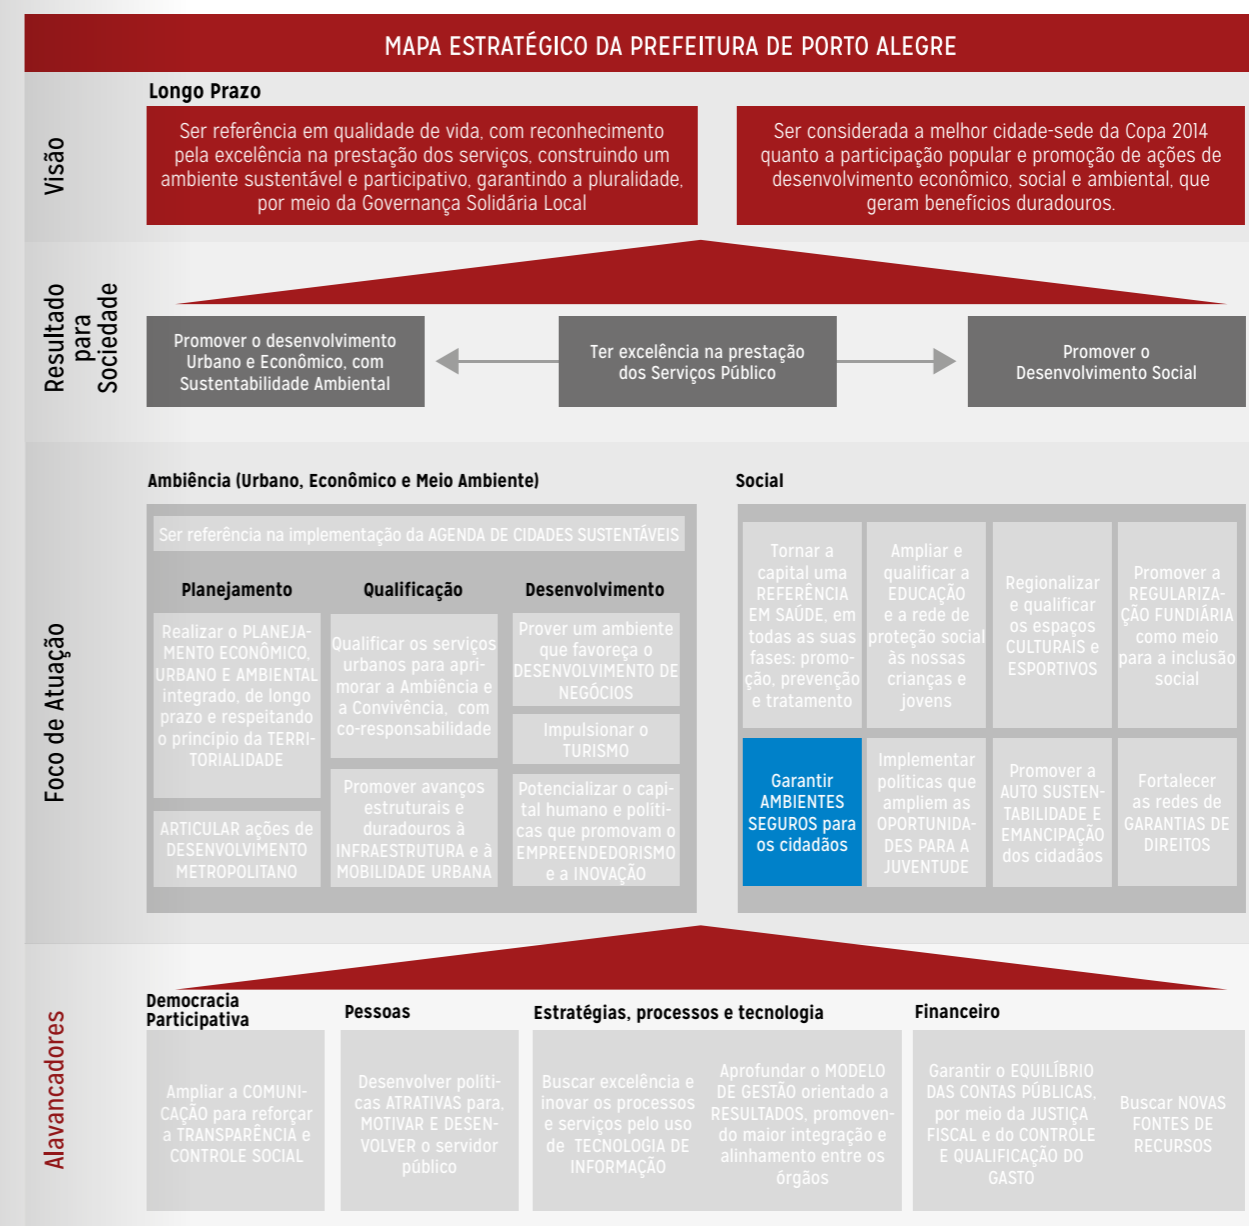 MAPA ESTRATÉGICO DA PREFEITURA DE PORTO ALEGRE
Visão
Longo Prazo
Ser referência em qualidade de vida, com reconhecimento
pela excelência na prestação dos serviços, construindo um
ambiente sustentável e participativo, garantindo a pluralidade,
por meio da Governança Solidária Local
Ser considerada a melhor cidade-sede da Copa 2014
quanto a participação popular e promoção de ações de
desenvolvimento econômico, social e ambiental, que
geram benefícios duradouros.
Resultado
para
Sociedade
Promover o desenvolvimento
Urbano e Econômico, com
Sustentabilidade Ambiental
Ter excelência na prestação
dos Serviços Público
Promover o
Desenvolvimento Social
Foco de Atuação
Ambiência (Urbano, Econômico e Meio Ambiente)
Ser referência na implementação da AGENDA DE CIDADES SUSTENTÁVEIS
Planejamento
Realizar o PLANEJA-
MENTO ECONÔMICO,
URBANO E AMBIENTAL
integrado, de longo
prazo e respeitando
o principio da TERRI-
TORIALIDADE
ARTICULAR ações de
DESENVOLVIMENTO
METROPOLITANO
Qualificação
Qualificar os serviços
urbanos para apri-
morar a Ambiência e
a Convivência, com
co-responsabilidade
Promover avanços
estruturais e
duradouros à
INFRAESTRUTURA e à
MOBILIDADE URBANA
Desenvolvimento
Prover um ambiente
que favoreça o
DESENVOLVIMENTO DE
NEGÓCIOS
Impulsionar o
TURISMO
Potencializar o capi-
tal humano e politi-
cas que promovam o
EMPREENDEDORISMO
e a INOVAÇÃO
Social
Tornar a
capital uma
REFERÊNCIA
EM SAÚDE, em
todas as suas
fases: promo-
ção, prevenção
e tratamento
Ampliar e
qualificar a
EDUCAÇÃO
e a rede de
proteção social
às nossas
crianças e
jovens
Regionalizar
e qualificar
os espaços
CULTURAIS e
ESPORTIVOS
Promover a
REGULARIZA-
ÇÃO FUNDIÁRIA
como meio
para a inclusão
social
Garantir
AMBIENTES
SEGUROS para
os cidadãos
Implementar
políticas que
ampliem as
OPORTUNIDA-
DES PARA A
JUVENTUDE
Promover a
AUTO SUSTEN-
TABILIDADE E
EMANCIPAÇÃO
dos cidadãos
Fortalecer
as redes de
GARANTIAS DE
DIREITOS
Alavancadores
Democracia
Participativa
Ampliar a COMUNI-
CAÇÃO para reforçar
a TRANSPARÊNCIA e
CONTROLE SOCIAL
Pessoas
Desenvolver políti-
cas ATRATIVAS para,
MOTIVAR E DESEN-
VOLVER o servidor
público
Estratégias, processos e tecnologia
Buscar excelência e
inovar os processos
e serviços pelo uso
de TECNOLOGIA DE
INFORMAÇÃO
Aprofundar o MODELO
DE GESTÃO orientado a
RESULTADOS, promoven-
do maior integração e
alinhamento entre os
órgãos
Financeiro
Garantir o EQUILÍBRIO
DAS CONTAS PÚBLICAS,
por meio da JUSTIÇA
FISCAL e do CONTROLE
E QUALIFICAÇÃO DO
GASTO
Buscar NOVAS
FONTES DE
RECURSOS